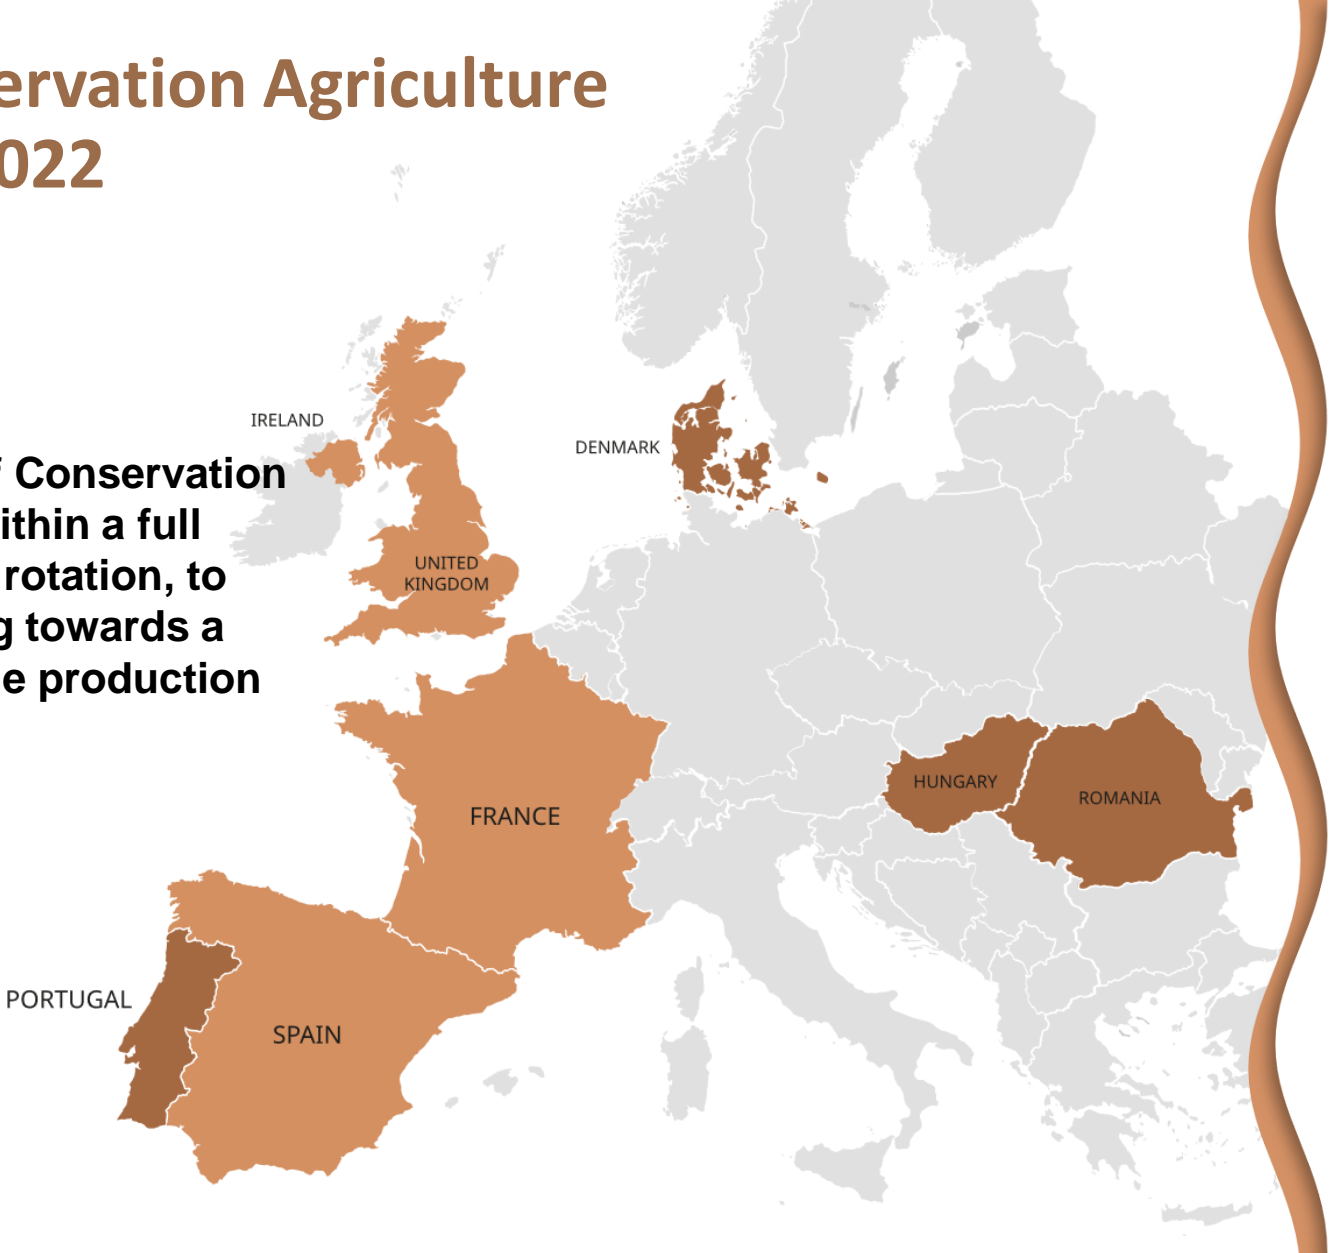 ervation Agriculture
022
IRELAND
DENMARK
f Conservation
ithin a full
rotation, to
g towards a
e production
UNITED
KINGDOM
FRANCE
HUNGARY
ROMANIA
PORTUGAL
SPAIN